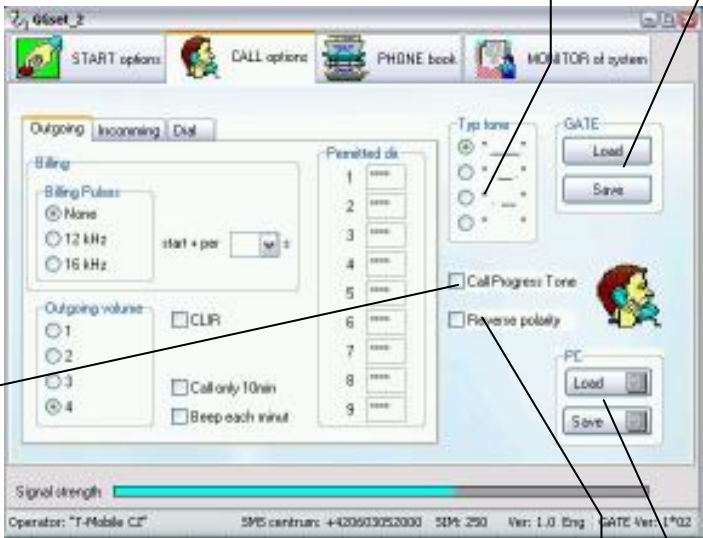 Gsset_2
START options CALL options PHONE book MONITOR of system
Outgoing Incomming Dial
Billing
Billing Pulses
None
12 kHz
16 kHz
start + per s
Outgoing volume
1
2
3
4
CLIR
Call only 10min
Beep each minut
Permitted dir
1 ****
2 ****
3 ****
4 ****
5 ****
6 ****
7 ****
8 ****
9 ****
Typ tone
" ____ "
" __ . "
" . __ "
" "
GATE
Load
Save
Call Progress Tone
Reverse polarity
PC
Load
Save
Signal strength
Operator: "T-Mobile CZ" SMS centrum: +420603052000 SIM: 250 Ver: 1.0 Eng GATE Ver: 1*02